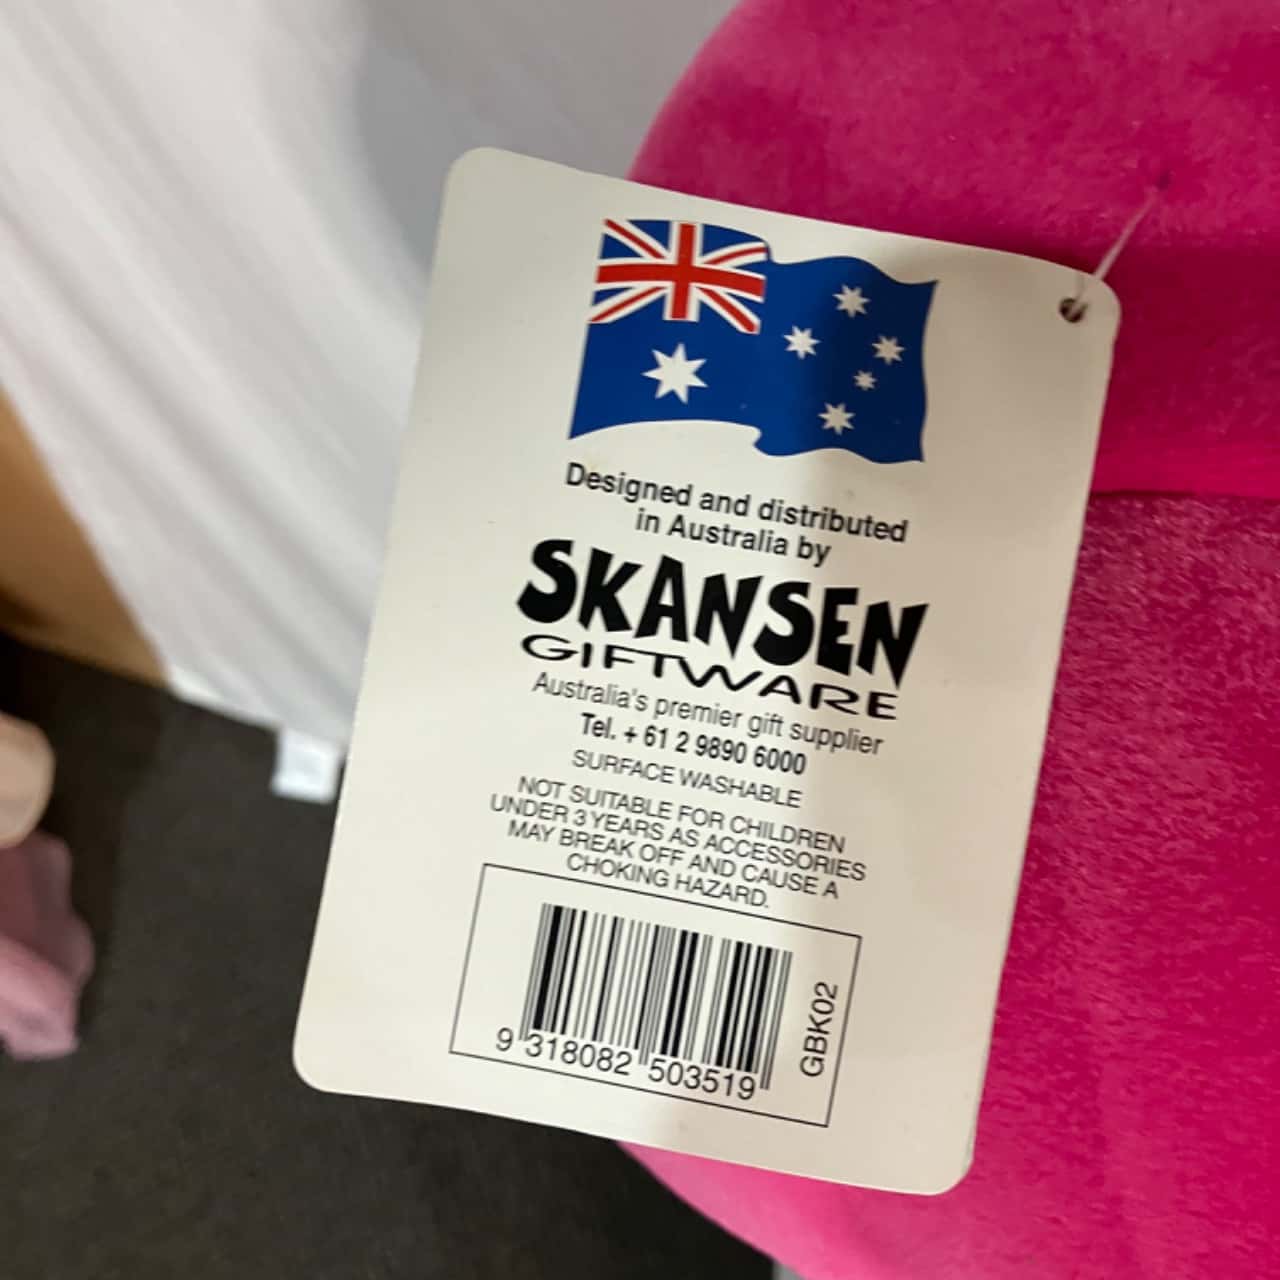 Designed and distributed
in Australia by
SKANSEN
GIFTWARE
Australia's premier gift supplier
Tel. + 61 2 9890 6000
SURFACE WASHABLE
NOT SUITABLE FOR CHILDREN
UNDER 3 YEARS AS ACCESSORIES
MAY BREAK OFF AND CAUSE A
CHOKING HAZARD.
9 318082 503519
GBK02